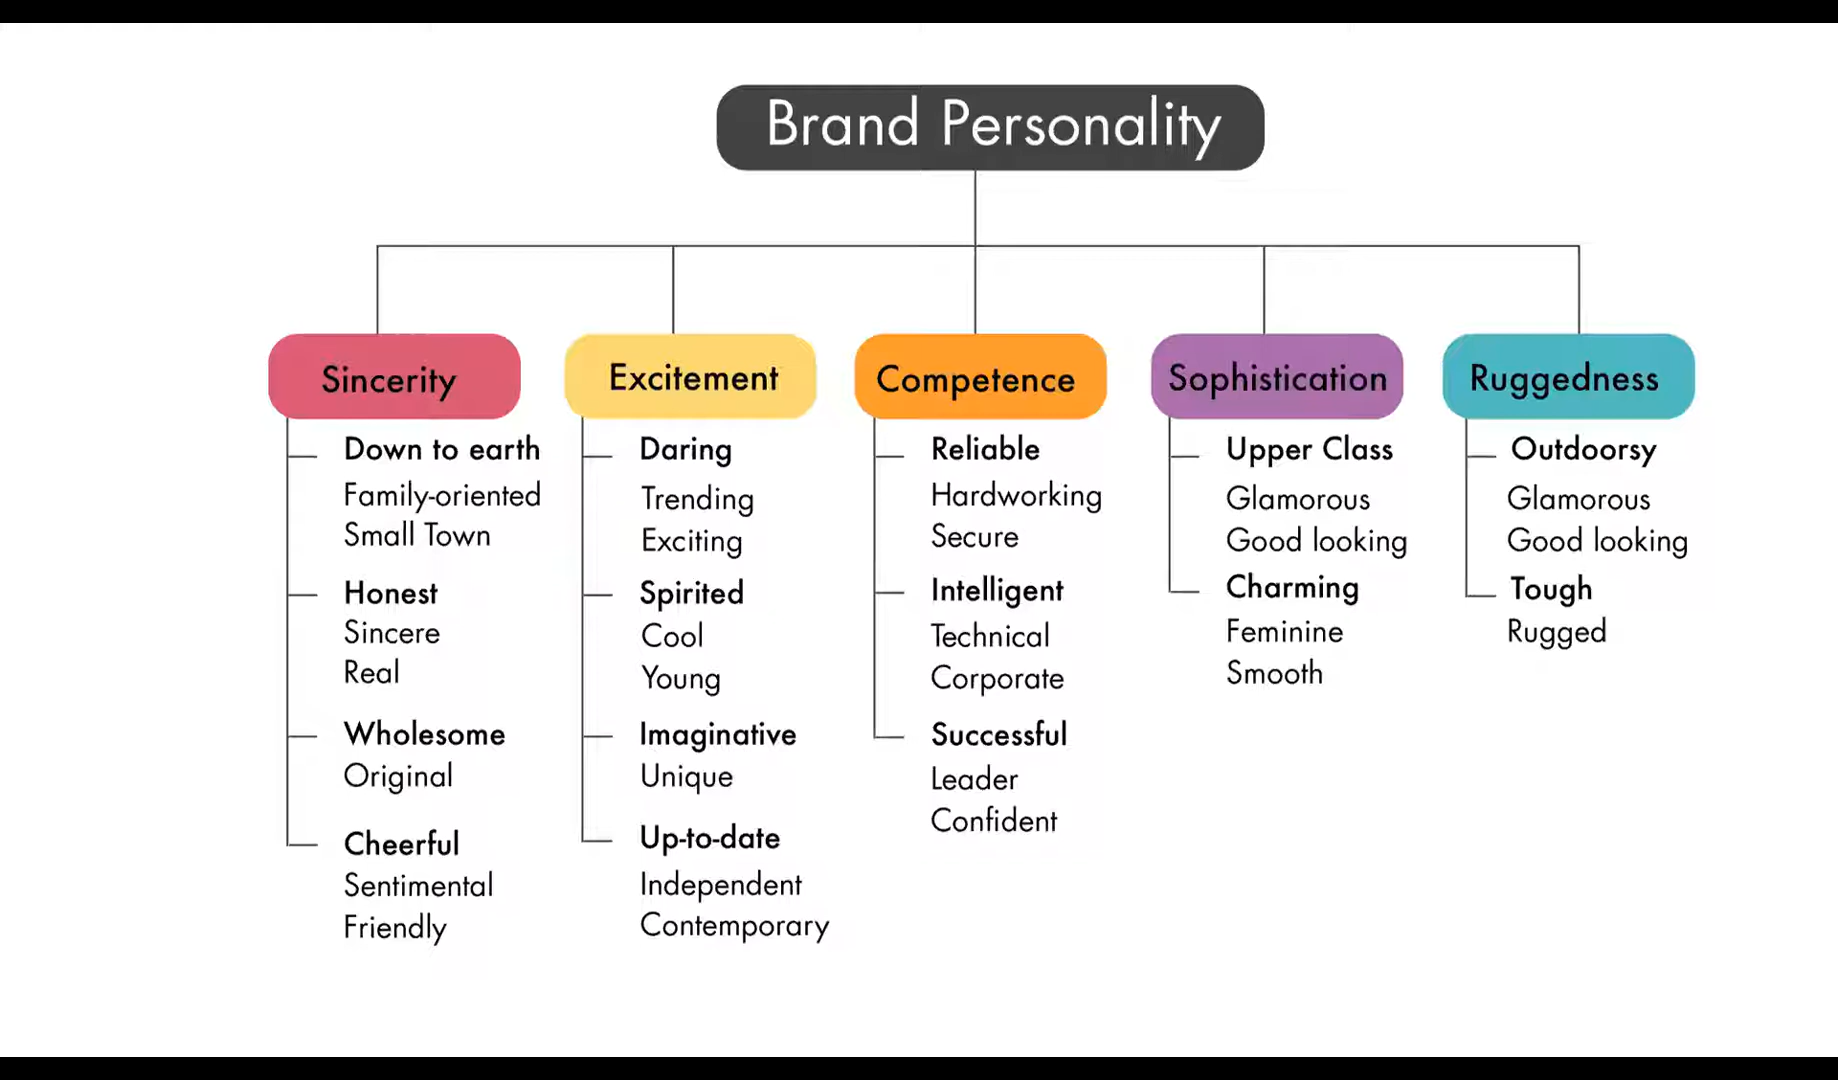 Brand Personality
Sincerity
Down to earth
Family-oriented
Small Town
Honest
Sincere
Real
Wholesome
Original
Cheerful
Sentimental
Friendly
Excitement
Daring
Trending
Exciting
Spirited
Cool
Young
Imaginative
Unique
Up-to-date
Independent
Contemporary
Competence
Reliable
Hardworking
Secure
Intelligent
Technical
Corporate
Successful
Leader
Confident
Sophistication
Upper Class
Glamorous
Good looking
Charming
Feminine
Smooth
Ruggedness
Outdoorsy
Glamorous
Good looking
Tough
Rugged